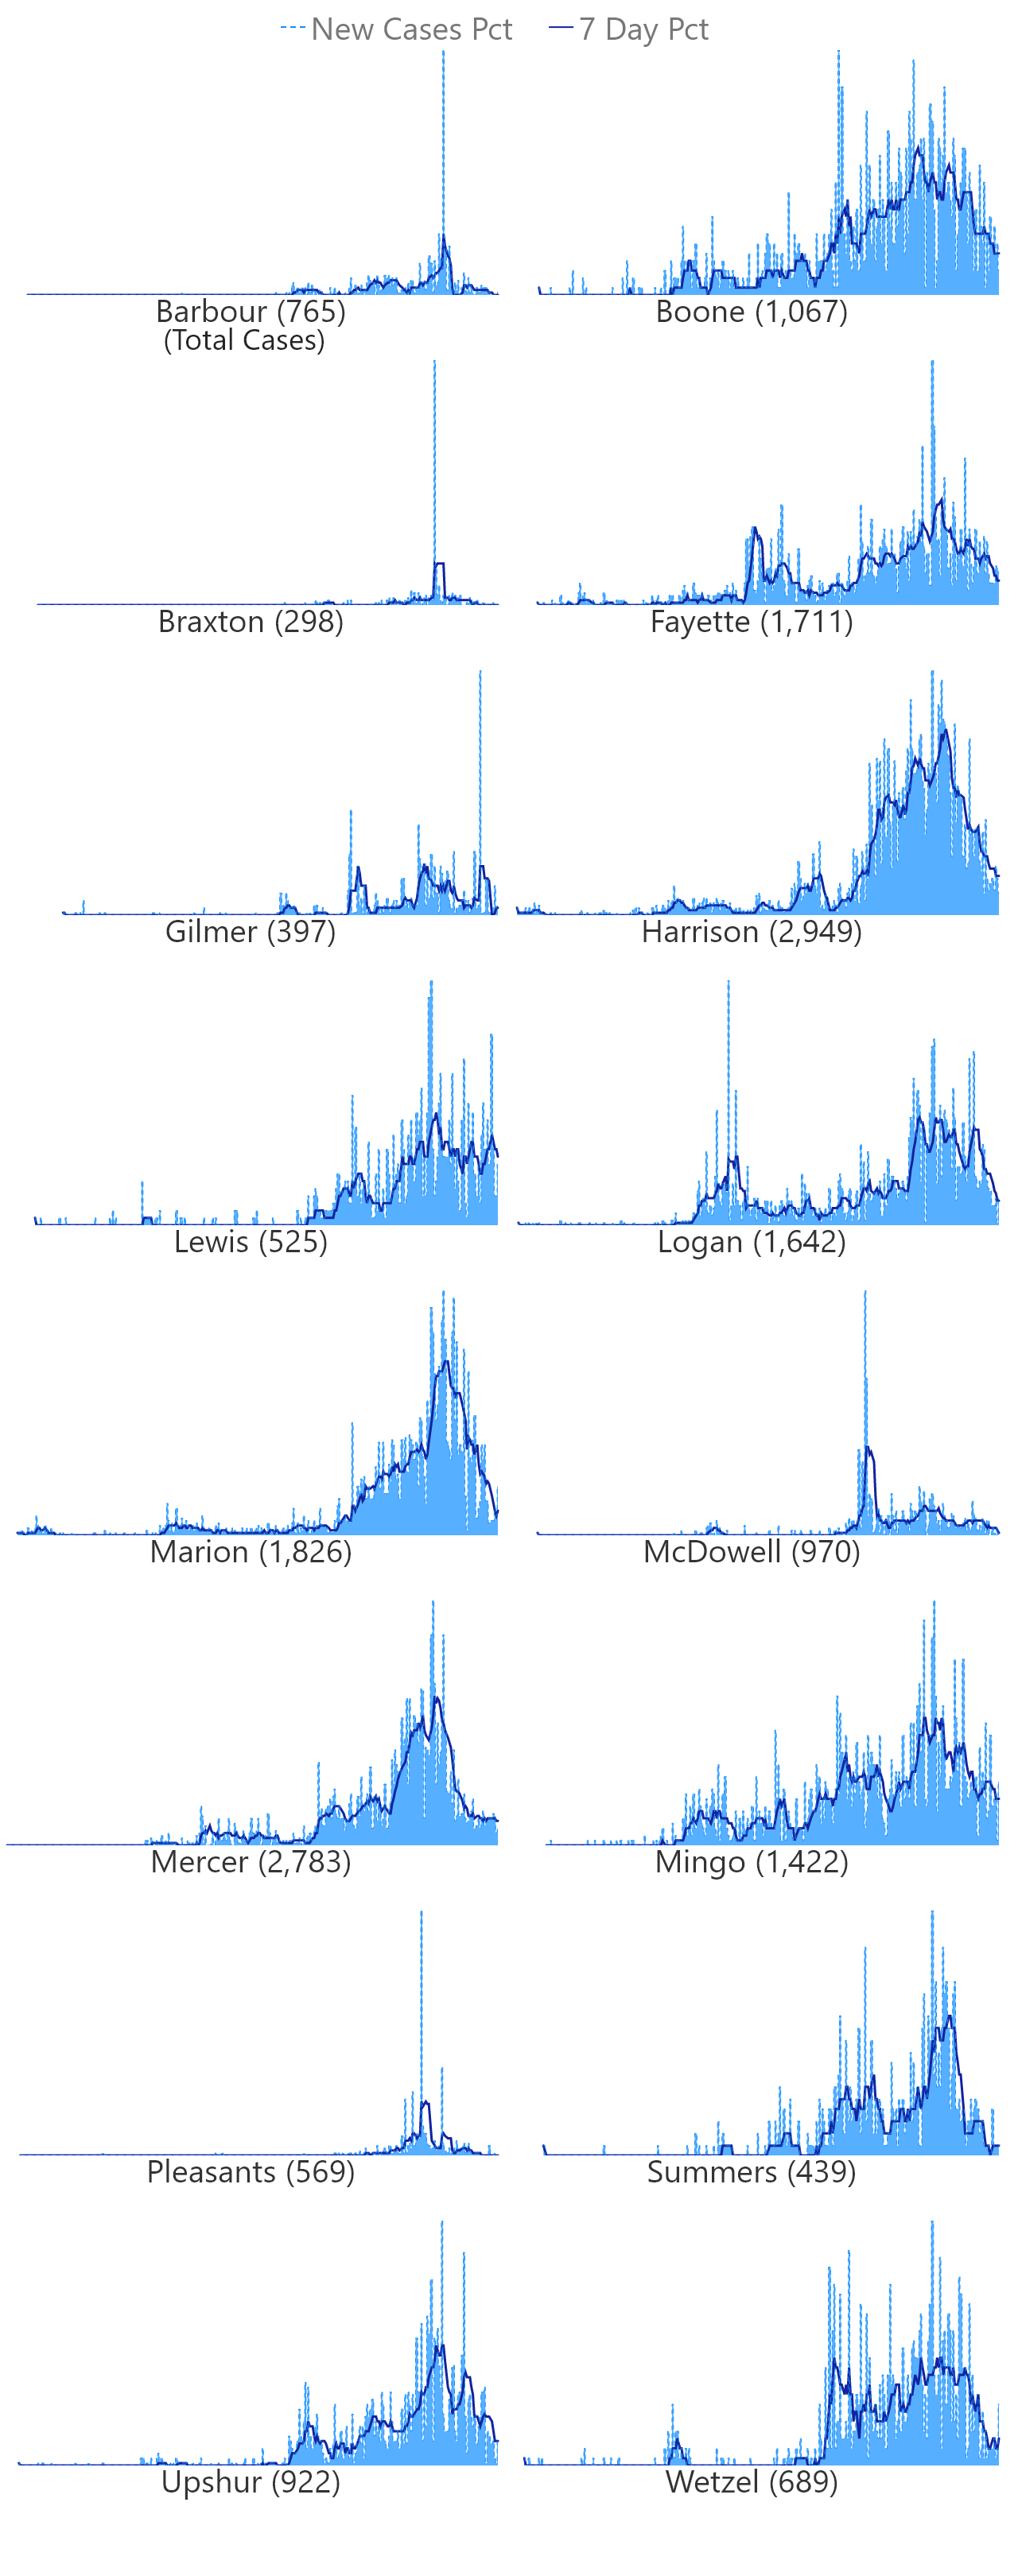 New Cases Pct 7 Day Pct
Barbour (765) Boone (1,067)
(Total Cases)
Braxton (298) Fayette (1,711)
Gilmer (397) Harrison (2,949)
Lewis (525) Logan (1,642)
Marion (1,826) McDowell (970)
Mercer (2,783) Mingo (1,422)
Pleasants (569) Summers (439)
Upshur (922) Wetzel (689)